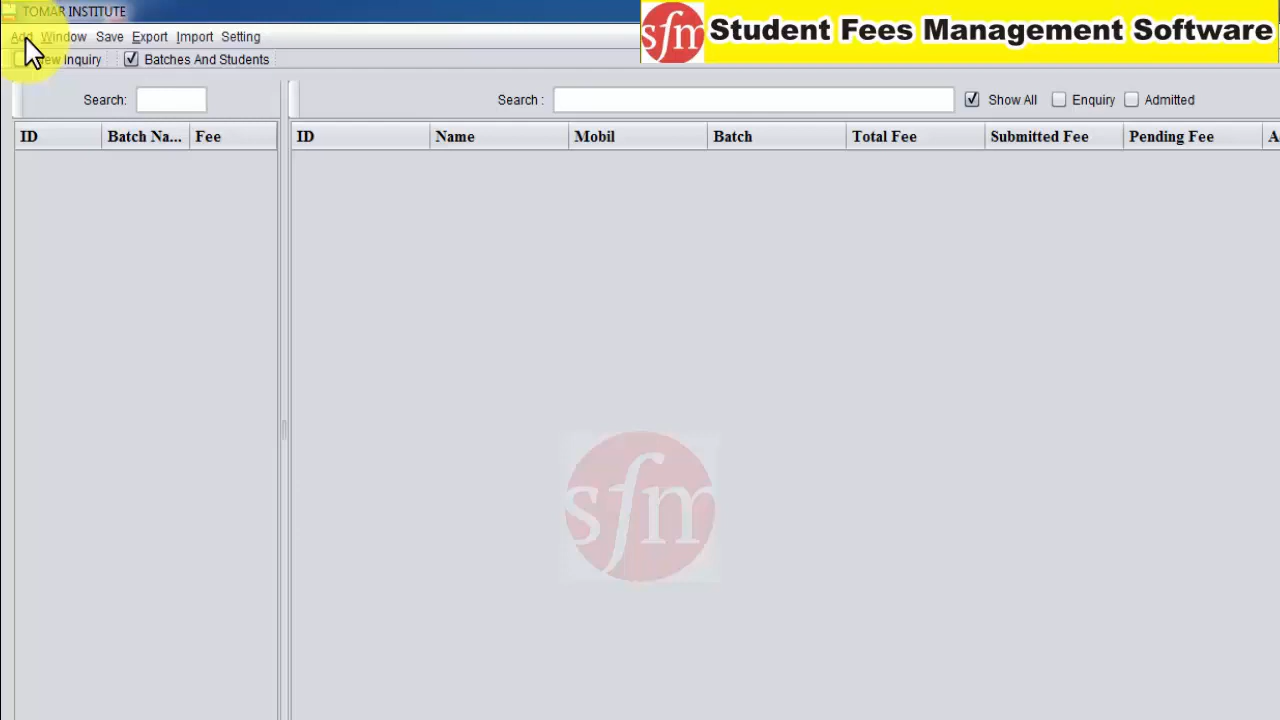 TOMAR INSTITUTE
Student Fees Management Software
sfm
Add Window Save Export Import Setting
Inquiry Batches And Students
Search: Search : Show All Enquiry Admitted
ID Batch Na... Fee ID Name Mobil Batch Total Fee Submitted Fee Pending Fee A
sfm